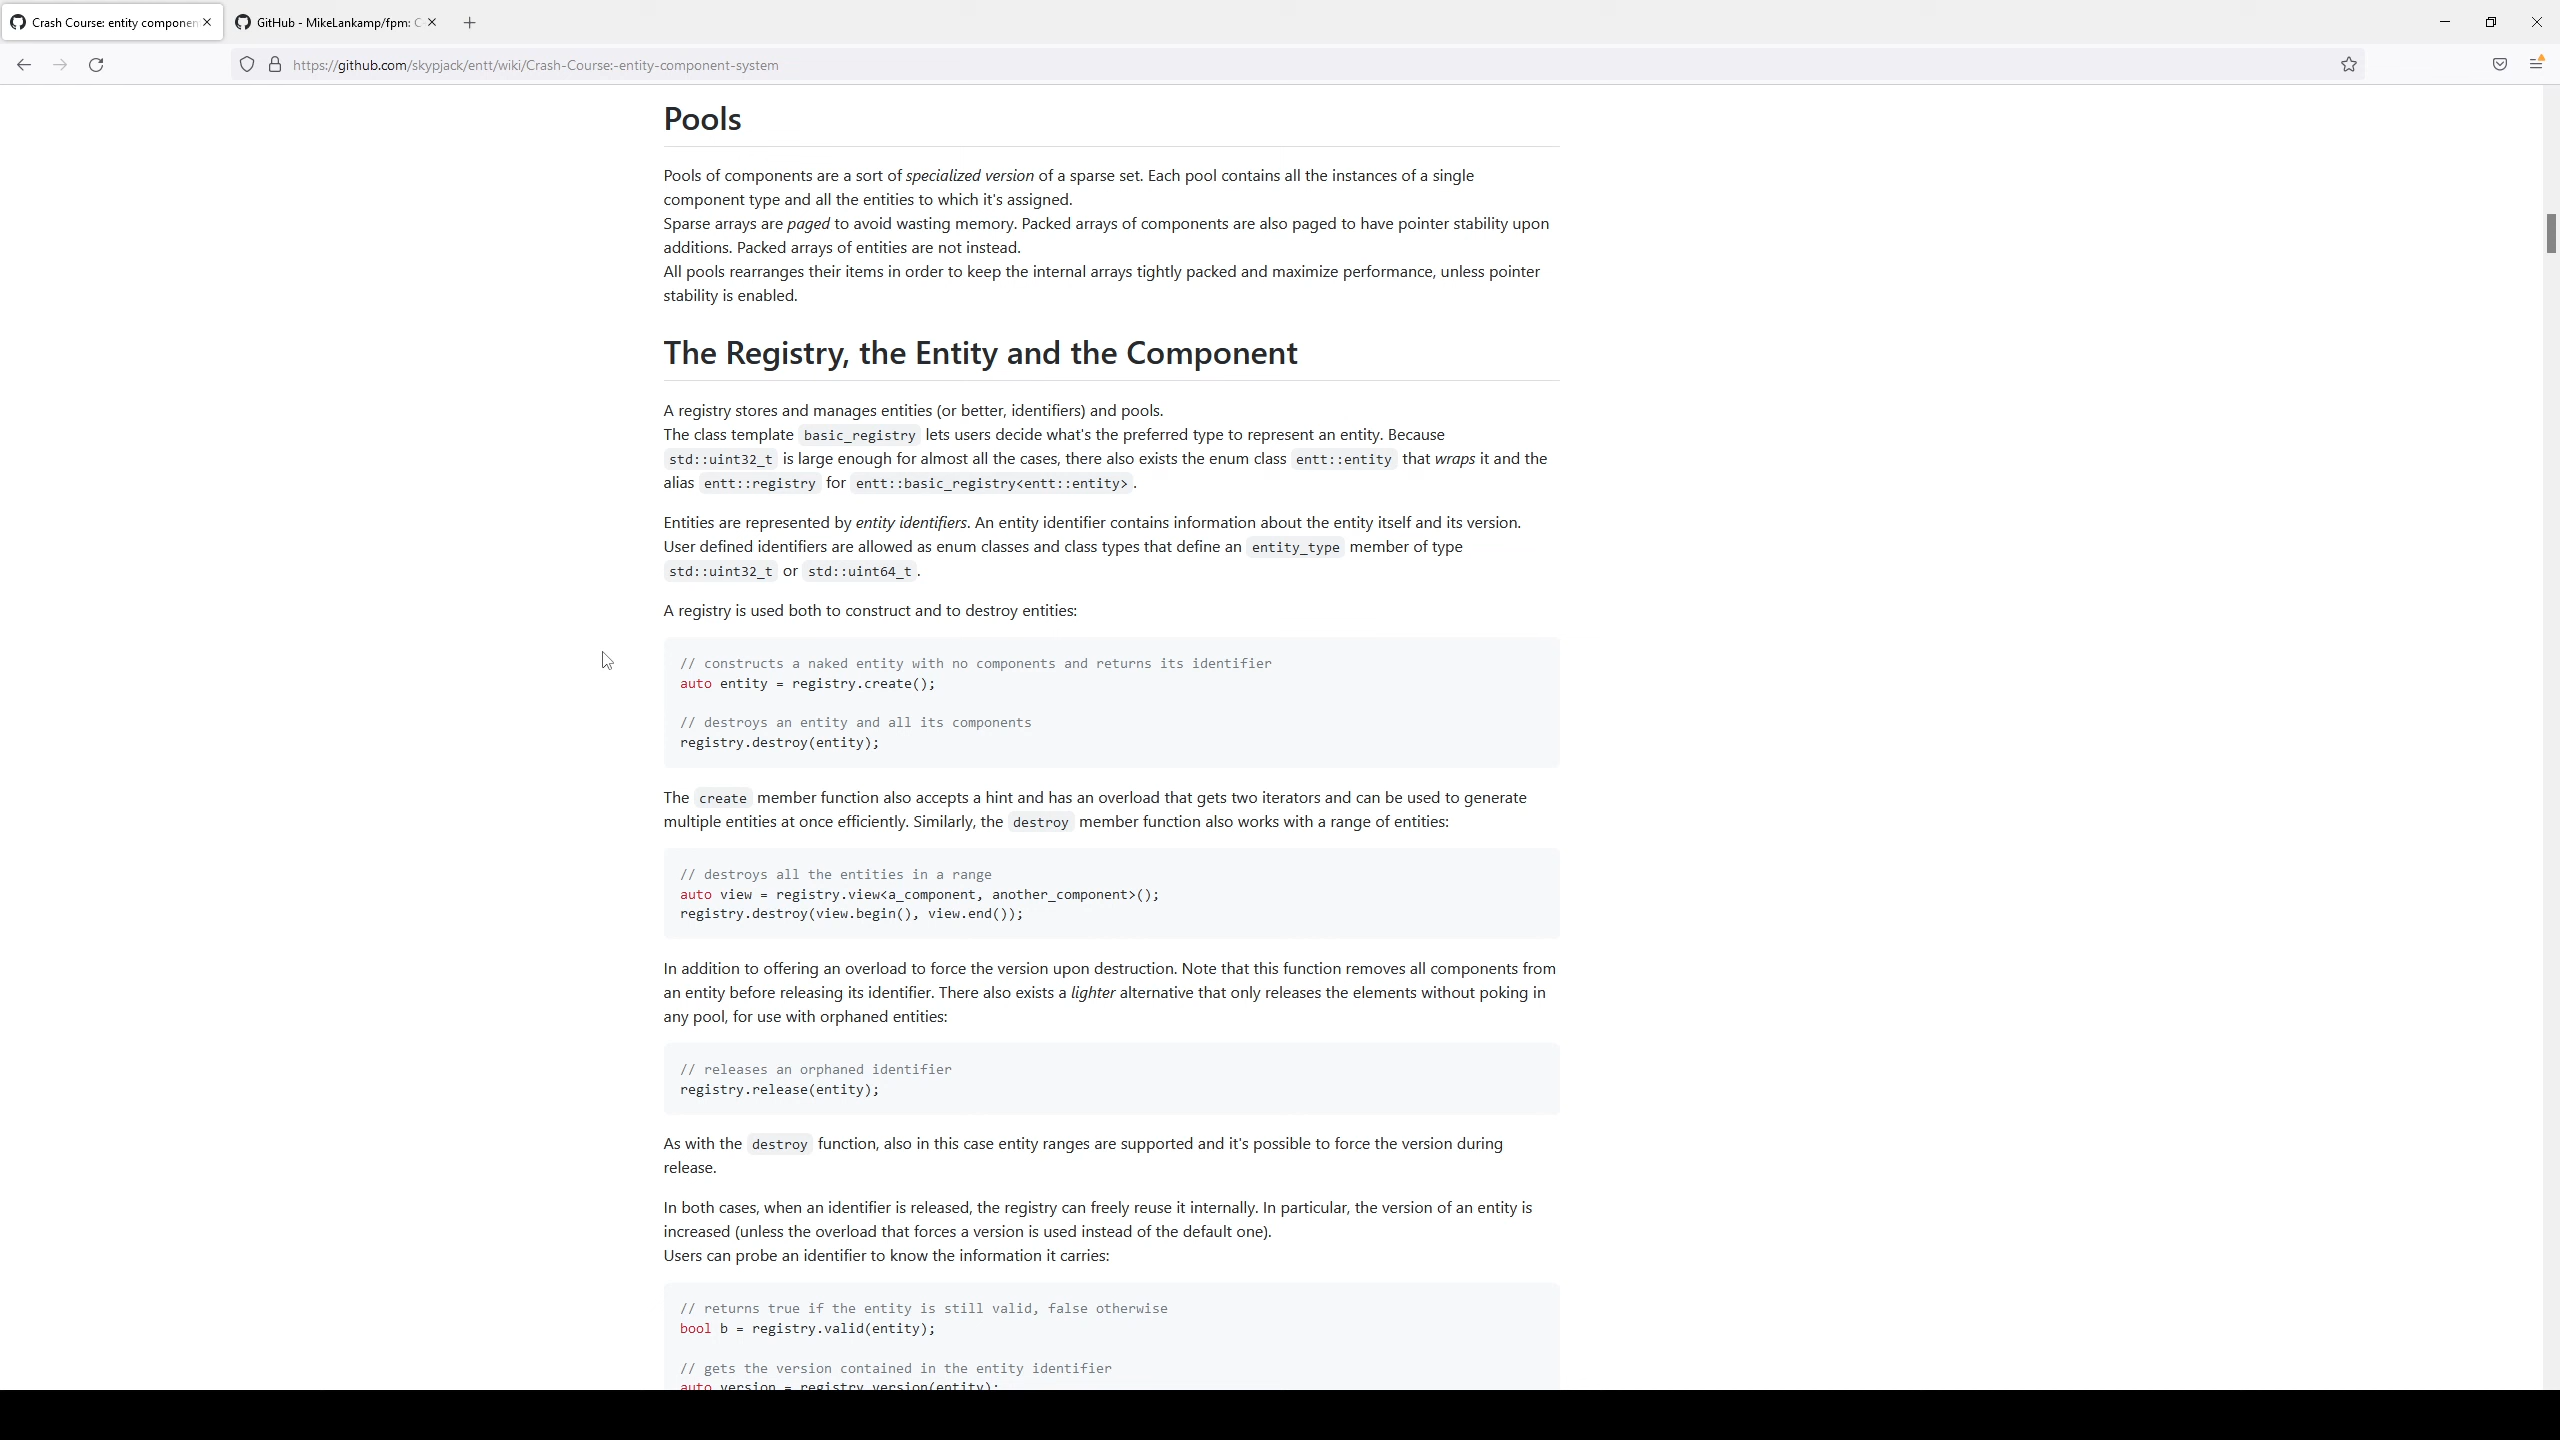 Crash Course: entity componen
GitHub - MikeLankamp/fpm: C
https://github.com/skypjack/entt/wiki/Crash-Course:-entity-component-system
Pools
Pools of components are a sort of specialized version of a sparse set. Each pool contains all the instances of a single
component type and all the entities to which it's assigned.
Sparse arrays are paged to avoid wasting memory. Packed arrays of components are also paged to have pointer stability upon
additions. Packed arrays of entities are not instead.
All pools rearranges their items in order to keep the internal arrays tightly packed and maximize performance, unless pointer
stability is enabled.
The Registry, the Entity and the Component
A registry stores and manages entities (or better, identifiers) and pools.
The class template basic_registry lets users decide what's the preferred type to represent an entity. Because
std::uint32_t is large enough for almost all the cases, there also exists the enum class entt::entity that wraps it and the
alias entt::registry for entt::basic_registry<entt::entity>.
Entities are represented by entity identifiers. An entity identifier contains information about the entity itself and its version.
User defined identifiers are allowed as enum classes and class types that define an entity_type member of type
std::uint32_t or std::uint64_t.
A registry is used both to construct and to destroy entities:
// constructs a naked entity with no components and returns its identifier
auto entity = registry.create();
// destroys an entity and all its components
registry.destroy(entity);
The create member function also accepts a hint and has an overload that gets two iterators and can be used to generate
multiple entities at once efficiently. Similarly, the destroy member function also works with a range of entities:
// destroys all the entities in a range
auto view = registry.view<a_component, another_component>();
registry.destroy(view.begin(), view.end());
In addition to offering an overload to force the version upon destruction. Note that this function removes all components from
an entity before releasing its identifier. There also exists a lighter alternative that only releases the elements without poking in
any pool, for use with orphaned entities:
// releases an orphaned identifier
registry.release(entity);
As with the destroy function, also in this case entity ranges are supported and it's possible to force the version during
release.
In both cases, when an identifier is released, the registry can freely reuse it internally. In particular, the version of an entity is
increased (unless the overload that forces a version is used instead of the default one).
Users can probe an identifier to know the information it carries:
// returns true if the entity is still valid, false otherwise
bool b = registry.valid(entity);
// gets the version contained in the entity identifier
auto version = registry.version(entity);